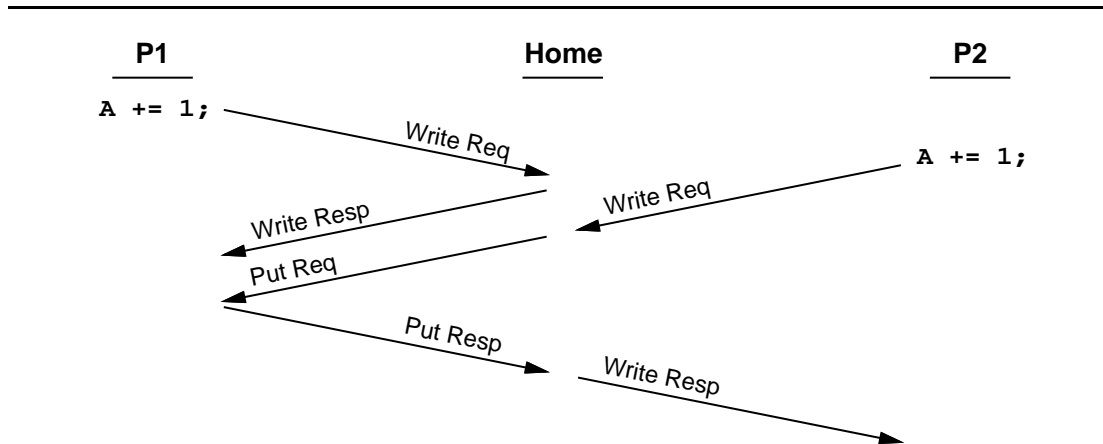 P1 Home P2
A += 1;
Write Req
A += 1;
Write Req
Write Resp
Put Req
Put Resp
Write Resp